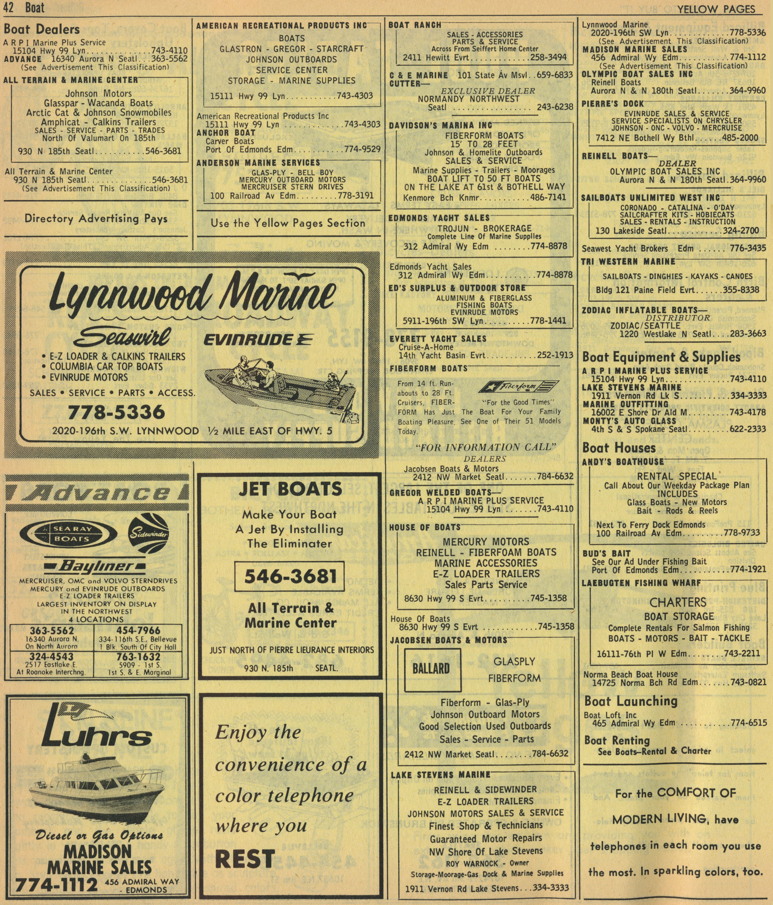 42 Boat
YELLOW PAGES
Boat Dealers
A R P I Marine Plus Service
15104 Hwy 99 Lyn.............743-4110
ADVANCE 16340 Aurora N Seatl..363-5562
(See Advertisement This Classification)
ALL TERRAIN & MARINE CENTER
Johnson Motors
Glasspar - Wacanda Boats
Arctic Cat & Johnson Snowmobiles
Amphicat - Calkins Trailers
SALES - SERVICE - PARTS - TRADES
North Of Valumart On 185th
930 N 185th Seatl............546-3681
All Terrain & Marine Center
930 N 185th Seatl............546-3681
(See Advertisement This Classification)
Directory Advertising Pays
AMERICAN RECREATIONAL PRODUCTS INC
BOATS
GLASTRON - GREGOR - STARCRAFT
JOHNSON OUTBOARDS
SERVICE CENTER
STORAGE - MARINE SUPPLIES
15111 Hwy 99 Lyn............743-4303
American Recreational Products Inc
15111 Hwy 99 Lyn.............743-4303
ANCHOR BOAT
Carver Boats
Port Of Edmonds Edm..........774-9529
ANDERSON MARINE SERVICES
GLAS-PLY - BELL BOY
MERCURY OUTBOARD MOTORS
MERCRUISER STERN DRIVES
100 Railroad Av Edm.........778-3191
Use the Yellow Pages Section
Lynnwood Marine
Seaswirl
EVINRUDE
• E-Z LOADER & CALKINS TRAILERS
• COLUMBIA CAR TOP BOATS
• EVINRUDE MOTORS
SALES • SERVICE • PARTS • ACCESS.
778-5336
2020-196th S.W. LYNNWOOD ½ MILE EAST OF HWY. 5
Advance
SEA RAY
BOATS
Sidewinder
Bayliner
MERCRUISER, OMC and VOLVO STERNDRIVES
MERCURY and EVINRUDE OUTBOARDS
E Z LOADER TRAILERS
LARGEST INVENTORY ON DISPLAY
IN THE NORTHWEST
4 LOCATIONS
363-5562
16340 Aurora N.
On North Aurora
454-7966
334-116th S.E., Bellevue
1 Blk South Of City Hall
324-4543
2517 Eastlake E.
At Roanoke Interchng.
763-1632
5909 - 1st S.
1st S. & E. Marginal
Luhrs
Diesel or Gas Options
MADISON
MARINE SALES
774-1112 456 ADMIRAL WAY
- EDMONDS
JET BOATS
Make Your Boat
A Jet By Installing
The Eliminater
546-3681
All Terrain &
Marine Center
JUST NORTH OF PIERRE LIEURANCE INTERIORS
930 N. 185th SEATL.
Enjoy the
convenience of a
color telephone
where you
REST
BOAT RANCH
SALES - ACCESSORIES
PARTS & SERVICE
Across From Seiffert Home Center
2411 Hewitt Evrt............258-3494
C & E MARINE 101 State Av Msvl..659-6833
CUTTER—
EXCLUSIVE DEALER
NORMANDY NORTHWEST
Seatl.........................243-6238
DAVIDSON'S MARINA INC
FIBERFORM BOATS
15' TO 28 FEET
Johnson & Homelite Outboards
SALES & SERVICE
Marine Supplies - Trailers - Moorages
BOAT LIFT TO 50 FT BOATS
ON THE LAKE AT 61st & BOTHELL WAY
Kenmore Bch Knmr...........486-7141
EDMONDS YACHT SALES
TROJUN - BROKERAGE
Complete Line Of Marine Supplies
312 Admiral Wy Edm ........774-8878
Edmonds Yacht Sales
312 Admiral Wy Edm ..........774-8878
ED'S SURPLUS & OUTDOOR STORE
ALUMINUM & FIBERGLASS
FISHING BOATS
EVINRUDE MOTORS
5911-196th SW Lyn...........778-1441
EVERETT YACHT SALES
Cruise-A-Home
14th Yacht Basin Evrt..........252-1913
FIBERFORM BOATS
From 14 ft. Run-
abouts to 28 Ft.
Cruisers, FIBER-
FORM Has Just The Boat For Your Family
Boating Pleasure. See One of Their 51 Models
Today.
Fiberform
"For the Good Times"
"FOR INFORMATION CALL"
DEALERS
Jacobsen Boats & Motors
2412 NW Market Seatl.........784-6632
GREGOR WELDED BOATS—
A R P I MARINE PLUS SERVICE
15104 Hwy 99 Lyn...........743-4110
HOUSE OF BOATS
MERCURY MOTORS
REINELL - FIBERFOAM BOATS
MARINE ACCESSORIES
E-Z LOADER TRAILERS
Sales Parts Service
8630 Hwy 99 S Evrt.........745-1358
House Of Boats
8630 Hwy 99 S Evrt...........745-1358
JACOBSEN BOATS & MOTORS
BALLARD
GLASPLY
FIBERFORM
Fiberform - Glas-Ply
Johnson Outboard Motors
Good Selection Used Outboards
Sales - Service - Parts
2412 NW Market Seatl........784-6632
LAKE STEVENS MARINE
REINELL & SIDEWINDER
E-Z LOADER TRAILERS
JOHNSON MOTORS SALES & SERVICE
Finest Shop & Technicians
Guaranteed Motor Repairs
NW Shore Of Lake Stevens
ROY WARNOCK - Owner
Storage-Moorage-Gas Dock & Marine Supplies
1911 Vernon Rd Lake Stevens...334-3333
Lynnwood Marine
2020-196th SW Lyn............778-5336
(See Advertisement This Classification)
MADISON MARINE SALES
456 Admiral Wy Edm ..........774-1112
OLYMPIC BOAT SALES INC
Reinell Boats
Aurora N & N 180th Seatl........364-9960
PIERRE'S DOCK
EVINRUDE SALES & SERVICE
SERVICE SPECIALISTS ON CHRYSLER
JOHNSON - ONC - VOLVO - MERCRUISE
7412 NE Bothell Wy Bthl......485-2000
REINELL BOATS—
DEALER
OLYMPIC BOAT SALES INC
Aurora N & N 180th Seatl.364-9960
SAILBOATS UNLIMITED WEST INC
CORONADO - CATALINA - O'DAY
SAILCRAFTER KITS - HOBIECATS
SALES - RENTALS - INSTRUCTION
130 Lakeside Seatl............324-2700
Seawest Yacht Brokers Edm .......776-3435
TRI WESTERN MARINE
SAILBOATS - DINGHIES - KAYAKS - CANOES
Bldg 121 Paine Field Evrt......355-8338
ZODIAC INFLATABLE BOATS—
DISTRIBUTOR
ZODIAC/SEATTLE
1220 Westlake N Seatl......283-3663
Boat Equipment & Supplies
A R P I MARINE PLUS SERVICE
15104 Hwy 99 Lyn.............743-4110
LAKE STEVENS MARINE
1911 Vernon Rd Lk S...........334-3333
MARINE OUTFITTING
16002 E Shore Dr Ald M........743-4178
MONTY'S AUTO GLASS
4th S & S Spokane Seatl........622-2333
Boat Houses
ANDY'S BOATHOUSE
RENTAL SPECIAL
Call About Our Weekday Package Plan
INCLUDES
Glass Boats - New Motors
Bait - Rods & Reels
Next To Ferry Dock Edmonds
100 Railroad Av Edm.........778-9733
BUD'S BAIT
See Our Ad Under Fishing Bait
Port Of Edmonds Edm...........774-1921
LAEBUGTEN FISHING WHARF
CHARTERS
BOAT STORAGE
Complete Rentals For Salmon Fishing
BOATS - MOTORS - BAIT - TACKLE
16111-76th Pl W Edm........743-2211
Norma Beach Boat House
14725 Norma Bch Rd Edm.......743-0821
Boat Launching
Boat Loft Inc
465 Admiral Wy Edm ..........774-6515
Boat Renting
See Boats-Rental & Charter
For the COMFORT OF
MODERN LIVING, have
telephones in each room you use
the most. In sparkling colors, too.